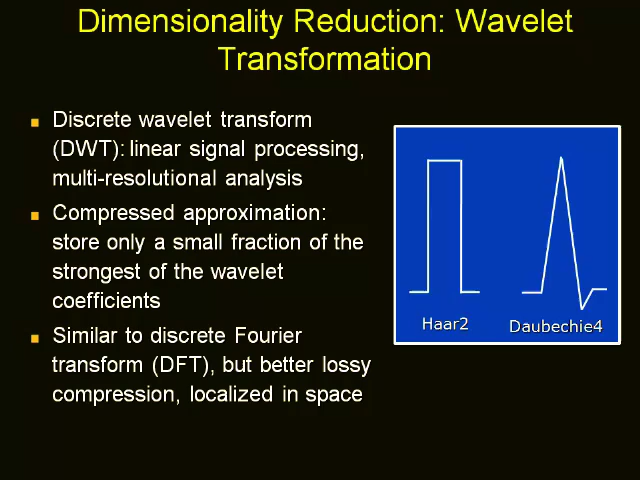 Dimensionality Reduction: Wavelet
Transformation
Discrete wavelet transform
(DWT): linear signal processing,
multi-resolutional analysis
Compressed approximation:
store only a small fraction of the
strongest of the wavelet
coefficients
Similar to discrete Fourier
transform (DFT), but better lossy
compression, localized in space
Haar2
Daubechie4